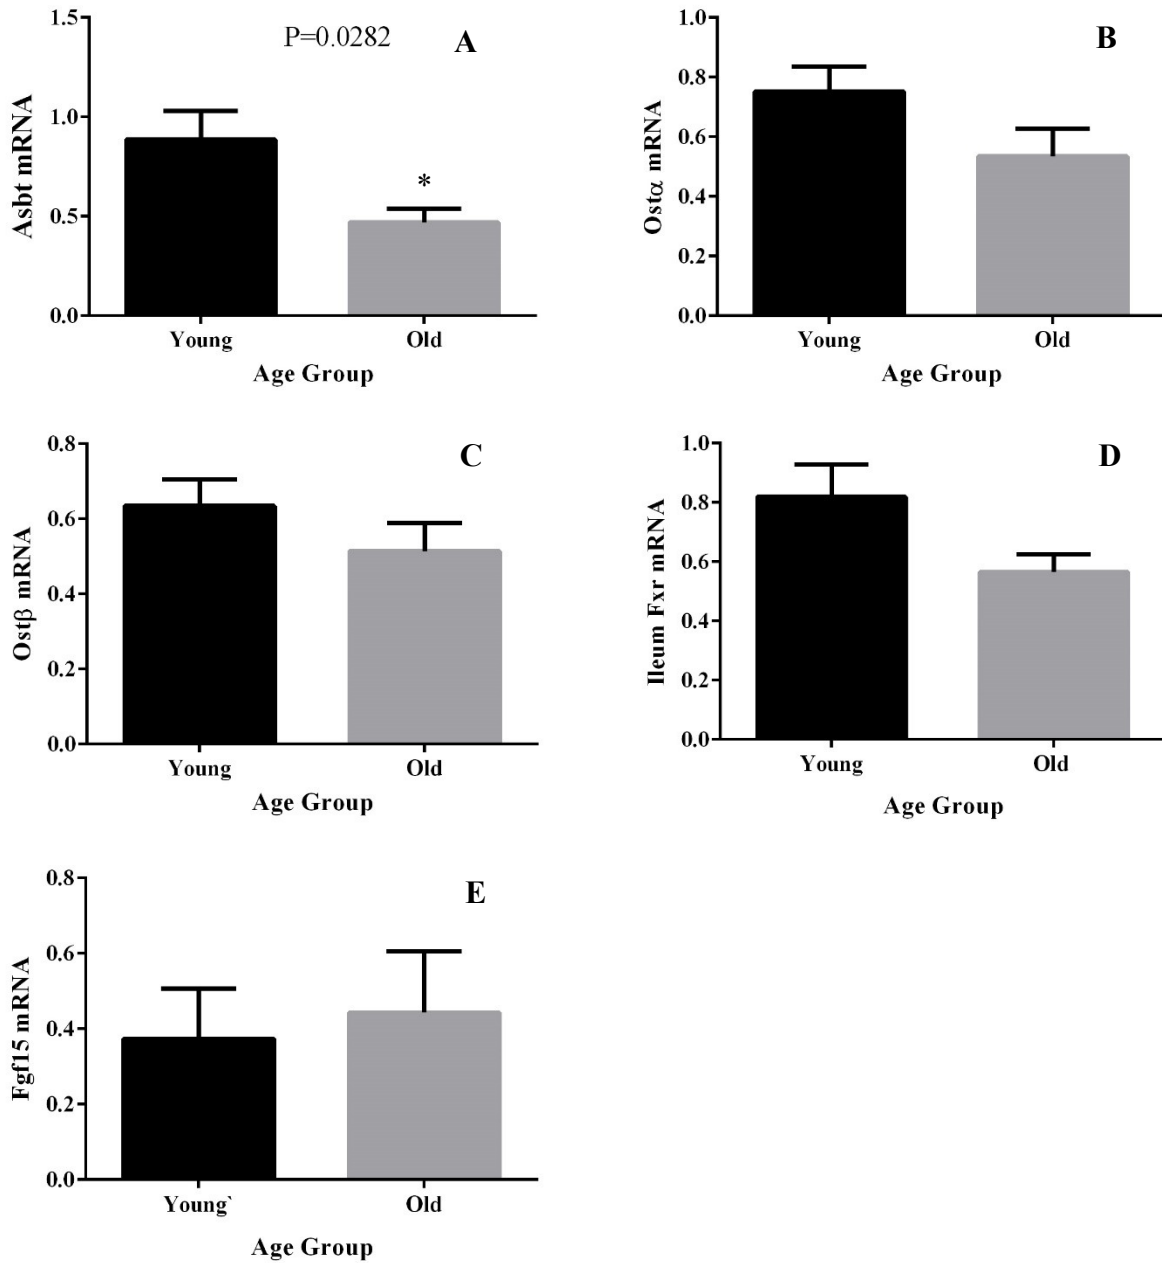 1.5
1.0
0.5
0.0
Asbt mRNA
P=0.0282
A
*
Young
Old
Age Group
1.0
0.8
0.6
0.4
0.2
0.0
Ostα mRNA
B
Young
Old
Age Group
0.8
0.6
0.4
0.2
0.0
Ostβ mRNA
C
Young
Old
Age Group
1.0
0.8
0.6
0.4
0.2
0.0
Ileum Fxr mRNA
D
Young
Old
Age Group
0.8
0.6
0.4
0.2
0.0
Fgf15 mRNA
E
Young`
Old
Age Group